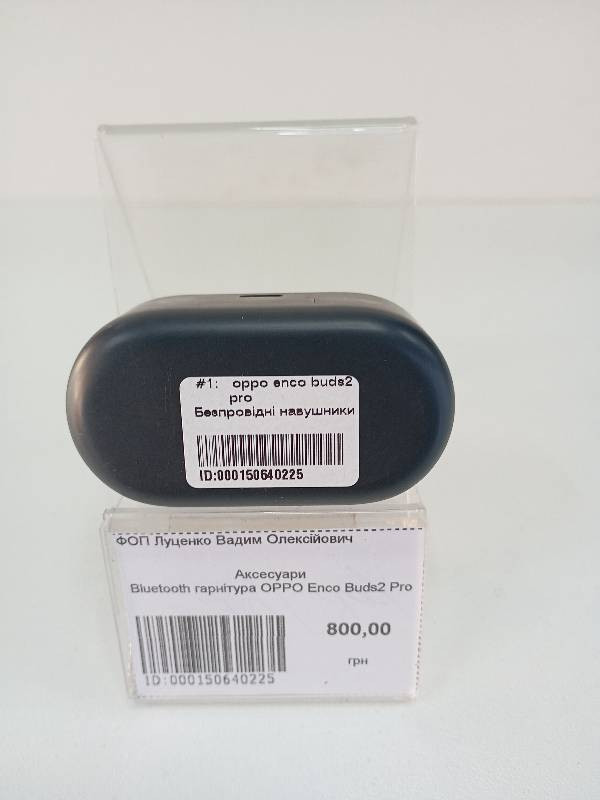 #1: oppo enco buds2
pro
Безпровідні навушники
ID:000150640225
ФОП Луценко Вадим Олексійович
Аксесуари
Bluetooth гарнітура OPPO Enco Buds2 Pro
800,00
грн
ID:000150640225